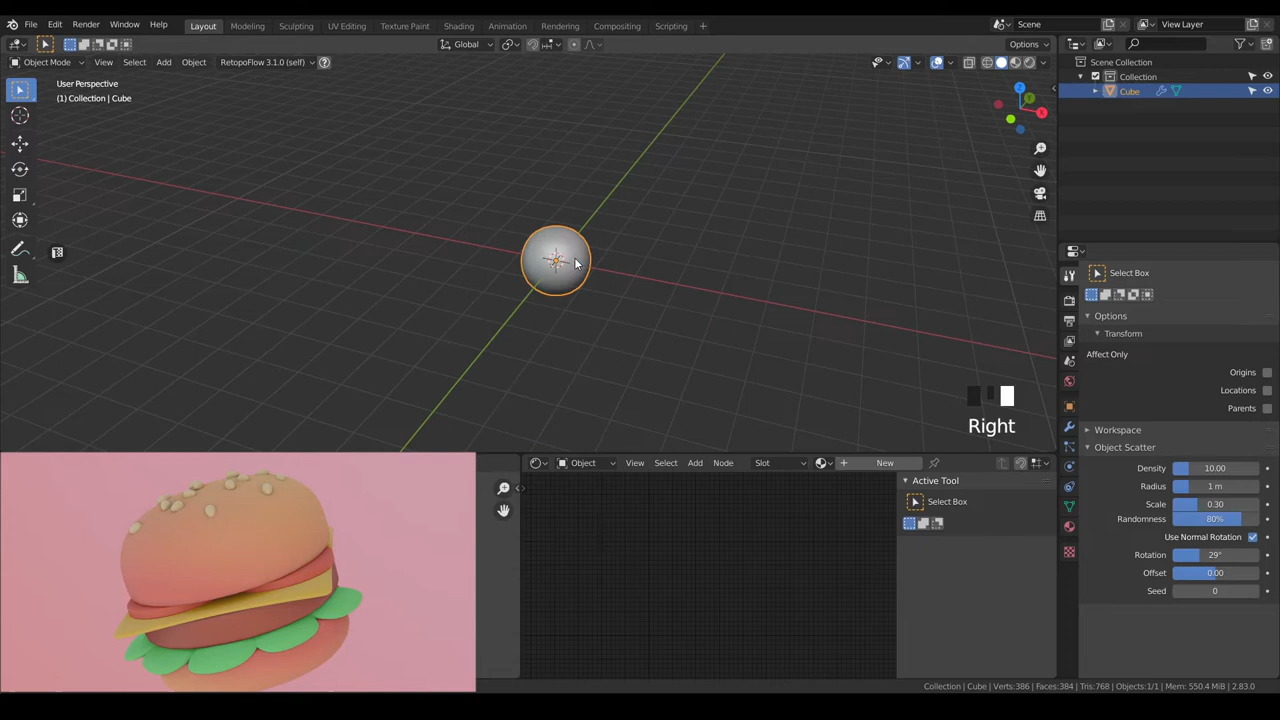 File Edit Render Window Help Layout Modeling Sculpting UV Editing Texture Paint Shading Animation Rendering Compositing Scripting + Scene View Layer
Global Options
Object Mode View Select Add Object RetopoFlow 3.1.0 (self)
User Perspective
(1) Collection | Cube
Scene Collection
Collection
Cube
X
Y
Z
Select Box
Options
Transform
Affect Only
Origins
Locations
Parents
Workspace
Object Scatter
Density 10.00
Radius 1 m
Scale 0.30
Randomness 80%
Use Normal Rotation
Rotation 29°
Offset 0.00
Seed 0
Right
Object View Select Add Node Slot + New
Active Tool
Select Box
Collection | Cube | Verts:386 | Faces:384 | Tris:768 | Objects:1/1 | Mem: 550.4 MiB | 2.83.0